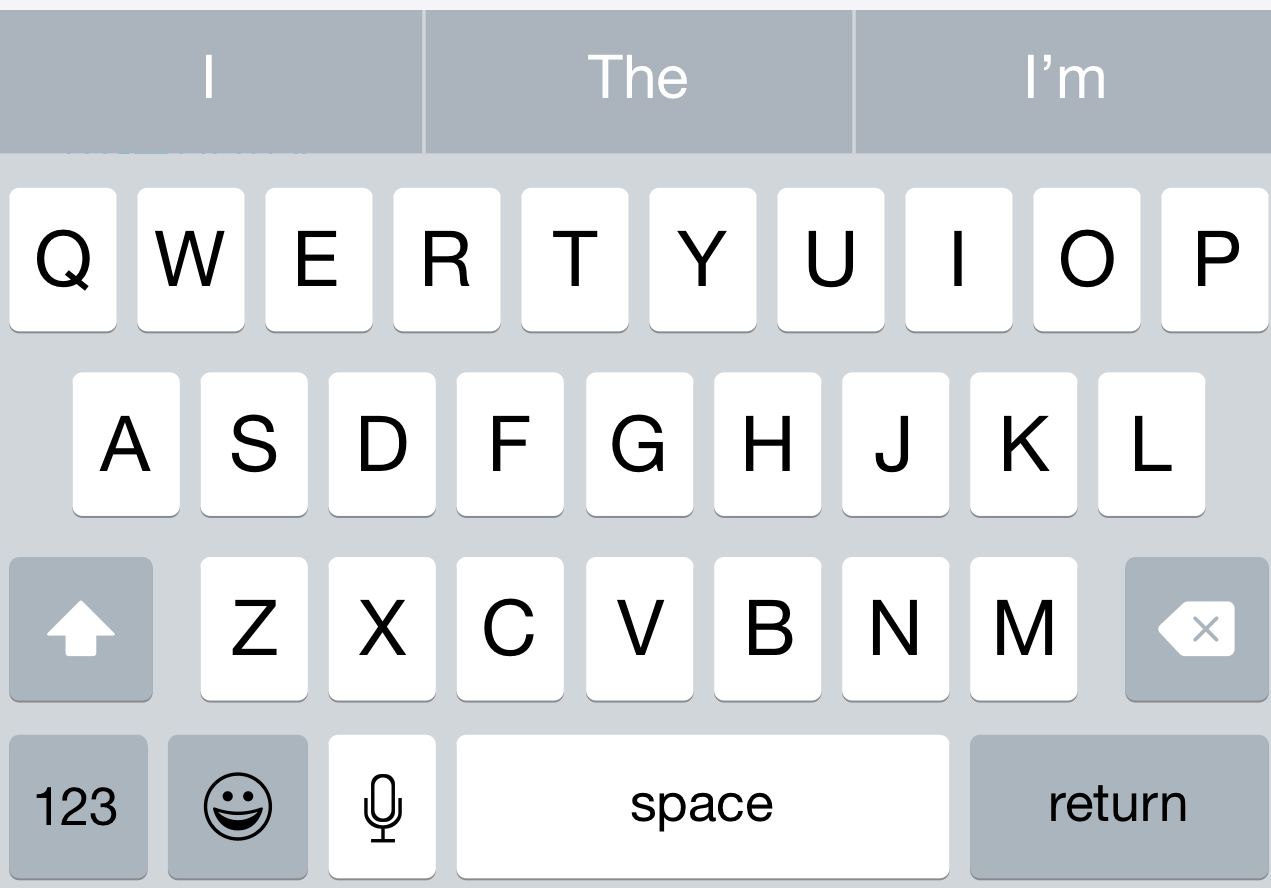 I The I’m
Q W E R T Y U I O P
A S D F G H J K L
Z X C V B N M
123 space return